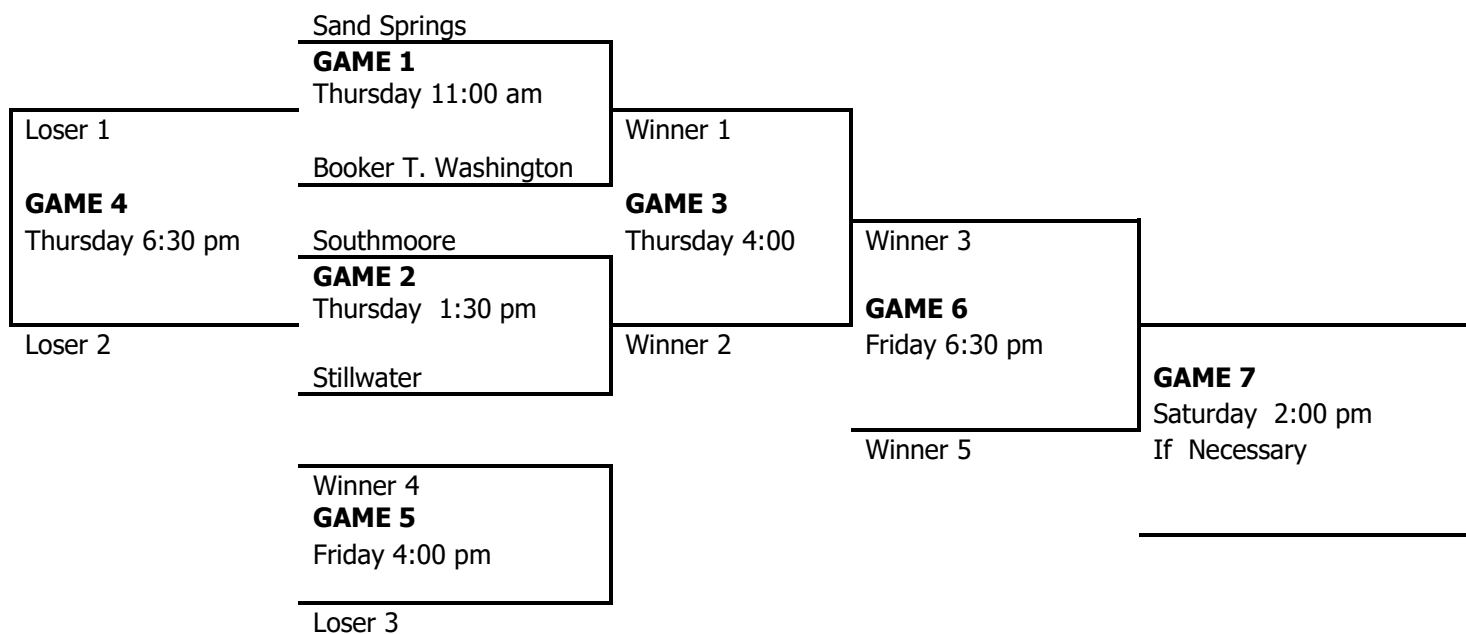 Sand Springs
GAME 1
Thursday 11:00 am
Loser 1
Winner 1
Booker T. Washington
GAME 4
GAME 3
Thursday 6:30 pm
Southmoore
Thursday 4:00
Winner 3
GAME 2
Thursday 1:30 pm
GAME 6
Loser 2
Winner 2
Friday 6:30 pm
Stillwater
GAME 7
Saturday 2:00 pm
Winner 5
If Necessary
Winner 4
GAME 5
Friday 4:00 pm
Loser 3